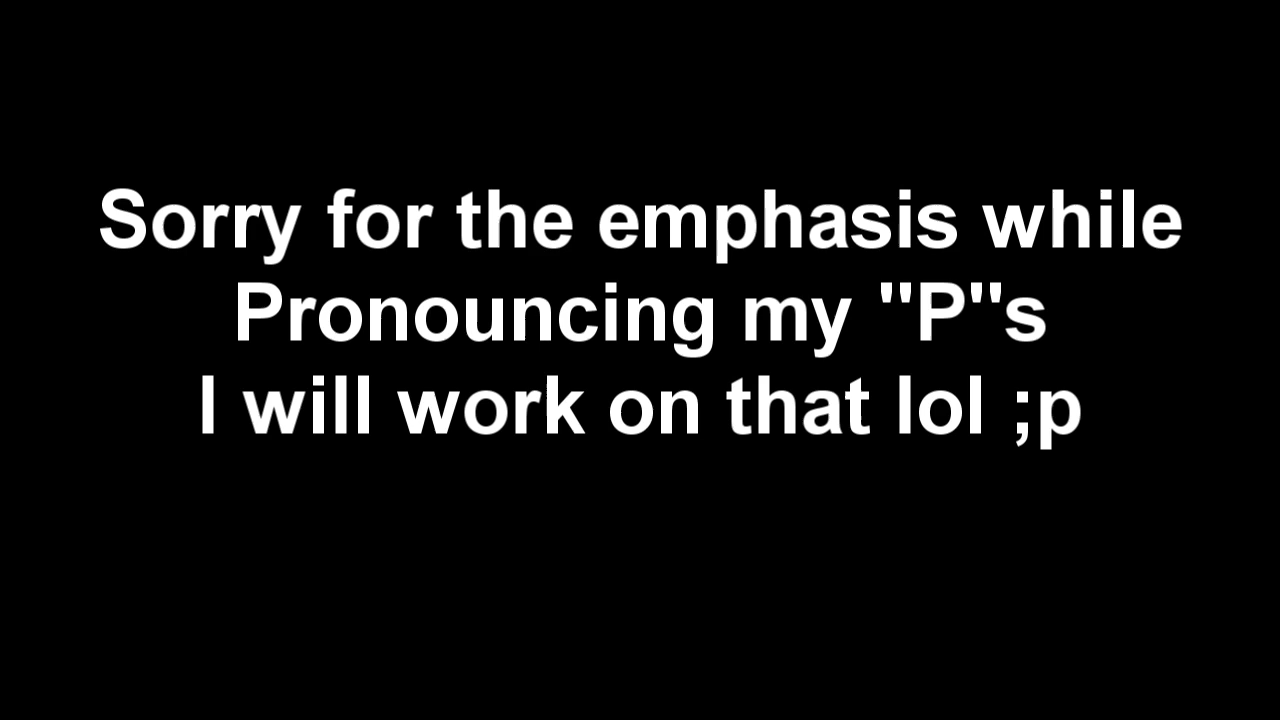 Sorry for the emphasis while
Pronouncing my "P"s
I will work on that lol ;p